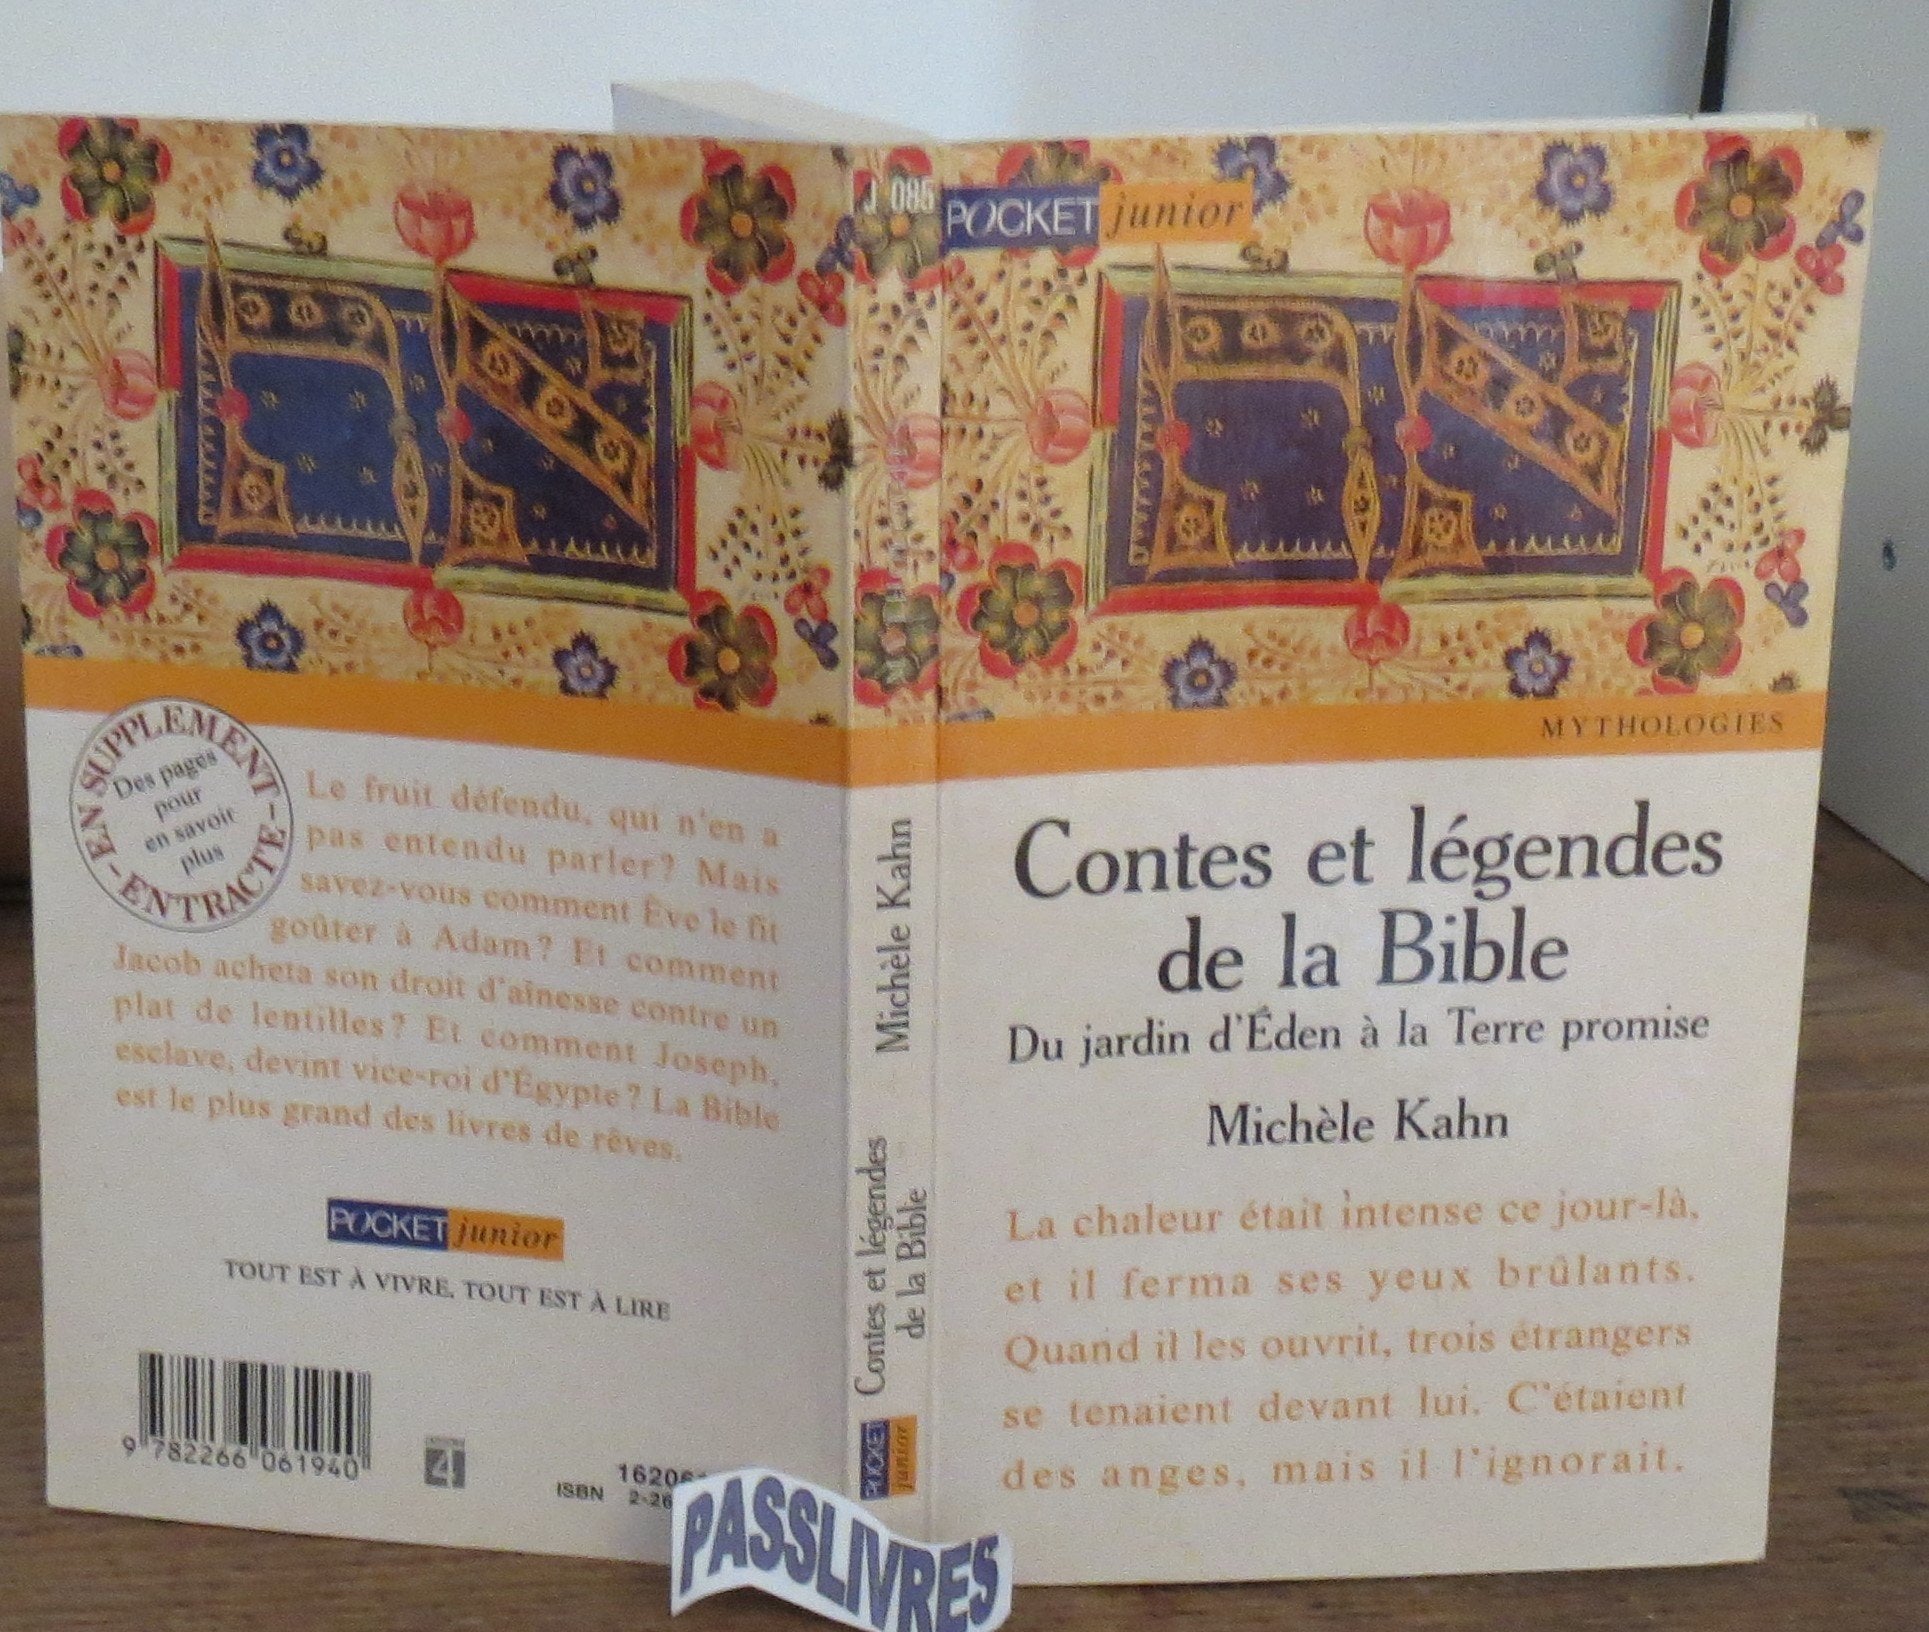 EN SUPPLEMENT
Des pages
pour
en savoir
plus
- ENTRACTE -
Le fruit défendu, qui n'en a
pas entendu parler? Mais
savez-vous comment Ève le fit
goûter à Adam? Et comment
Jacob acheta son droit d'aînesse contre un
plat de lentilles? Et comment Joseph,
esclave, devint vice-roi d'Égypte? La Bible
est le plus grand des livres de rêves.
POCKET junior
TOUT EST À VIVRE, TOUT EST À LIRE
9 782266 061940
ISBN
PASSLIVRES
J 085
Michèle Kahn
Contes et légendes
de la Bible
POCKET junior
POCKET junior
את
MYTHOLOGIES
Contes et légendes
de la Bible
Du jardin d'Éden à la Terre promise
Michèle Kahn
La chaleur était intense ce jour-là,
et il ferma ses yeux brûlants.
Quand il les ouvrit, trois étrangers
se tenaient devant lui. C'étaient
des anges, mais il l'ignorait.